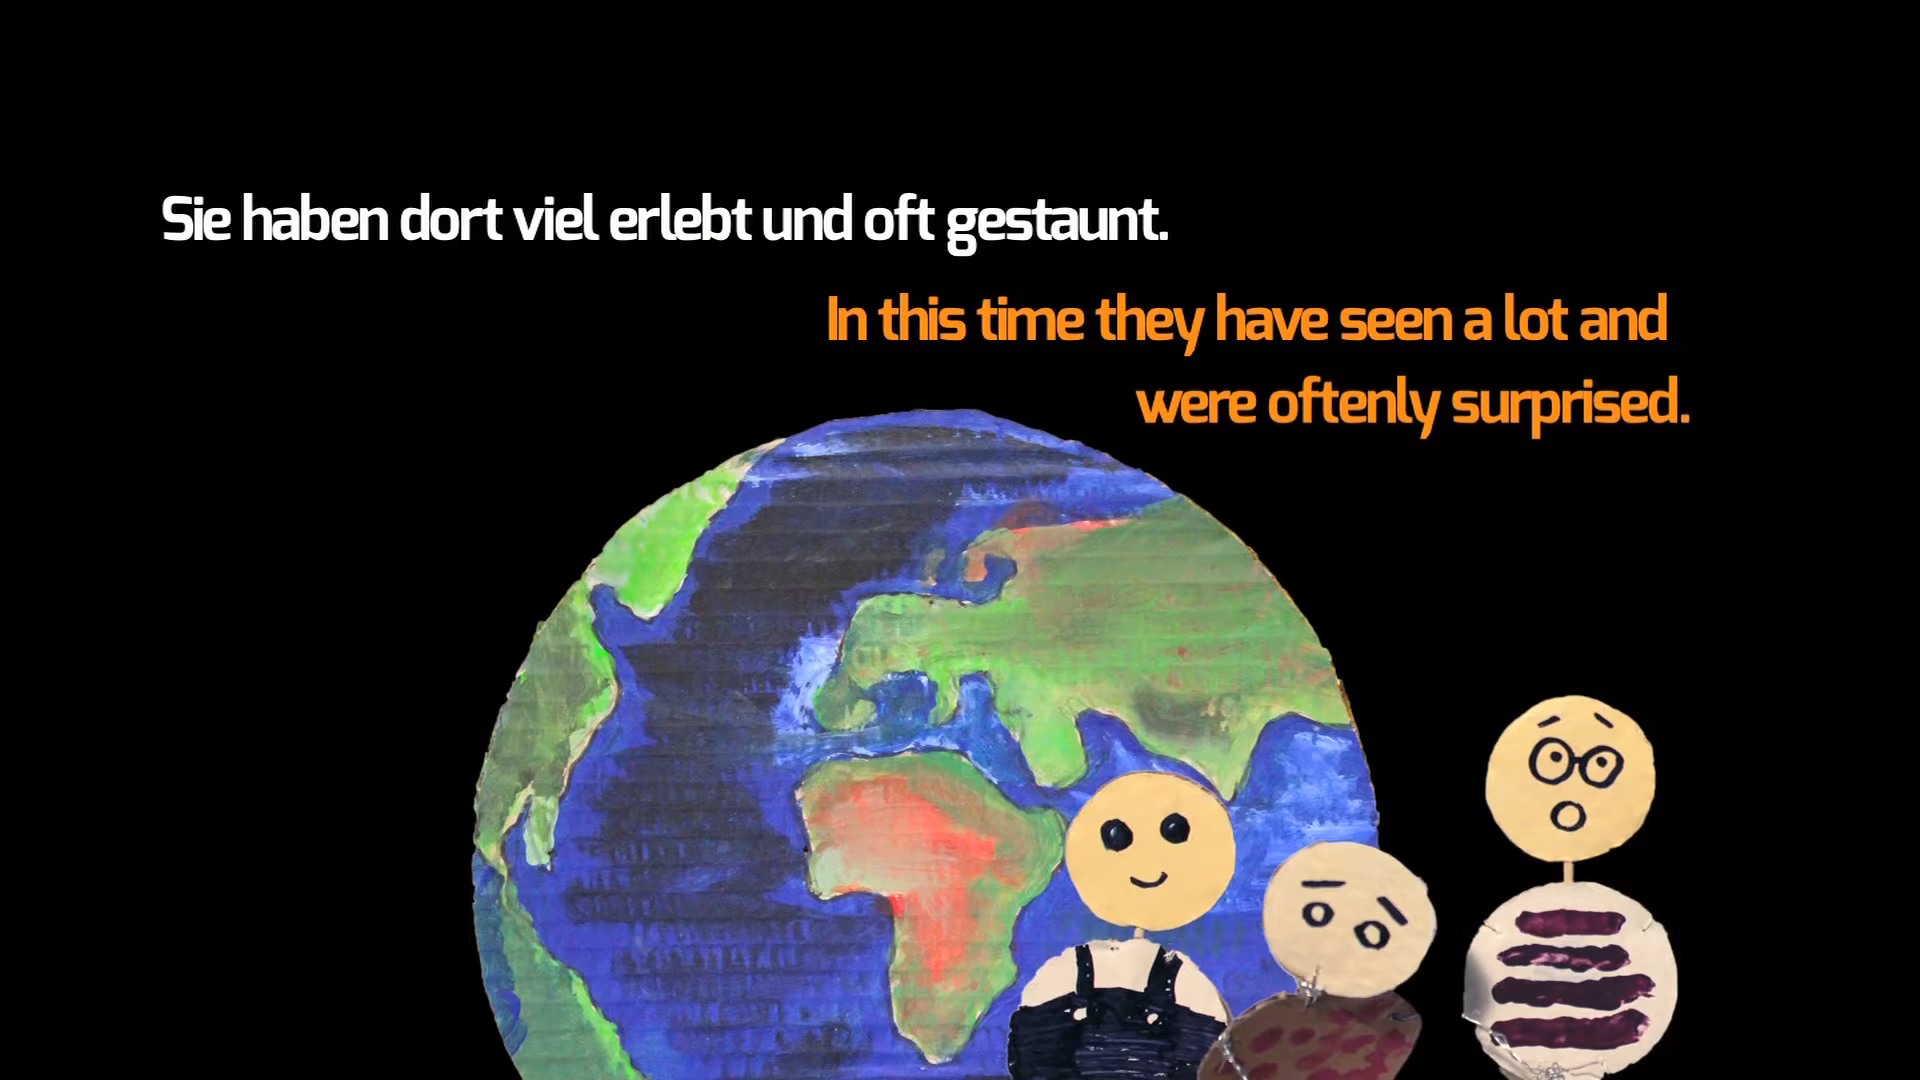 Sie haben dort viel erlebt und oft gestaunt.
In this time they have seen a lot and
were oftenly surprised.